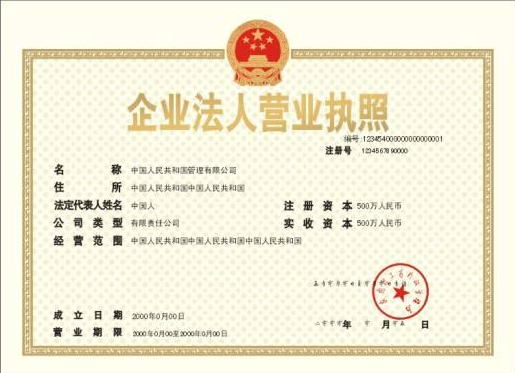 企业法人营业执照
编号:123454000000000000001
注册号 1234567890000
名 称 中国人民共和国管理有限公司
住 所 中国人民共和国中国人民共和国
法定代表人姓名 中国人 注 册 资 本 500万人民币
公 司 类 型 有限责任公司 实 收 资 本 500万人民币
经 营 范 围 中国人民共和国中国人民共和国中国人民共和国
成 立 日 期 2000年0月00日
营 业 期 限 2000年0月00至2000年0月00日
年 月 日